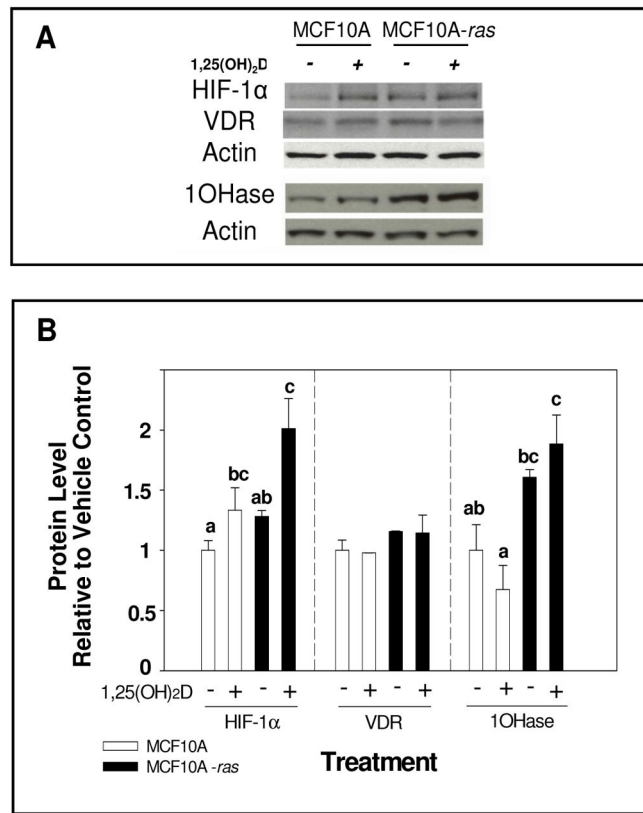 A
MCF10A MCF10A-ras
1,25(OH)₂D - + - +
HIF-1α
VDR
Actin
1OHase
Actin
B
Protein Level
Relative to Vehicle Control
2
1.5
1
0.5
0
a bc ab c
ab a bc c
1,25(OH)2D - + - + - + - + - + - +
HIF-1α VDR 1OHase
MCF10A
MCF10A -ras
Treatment